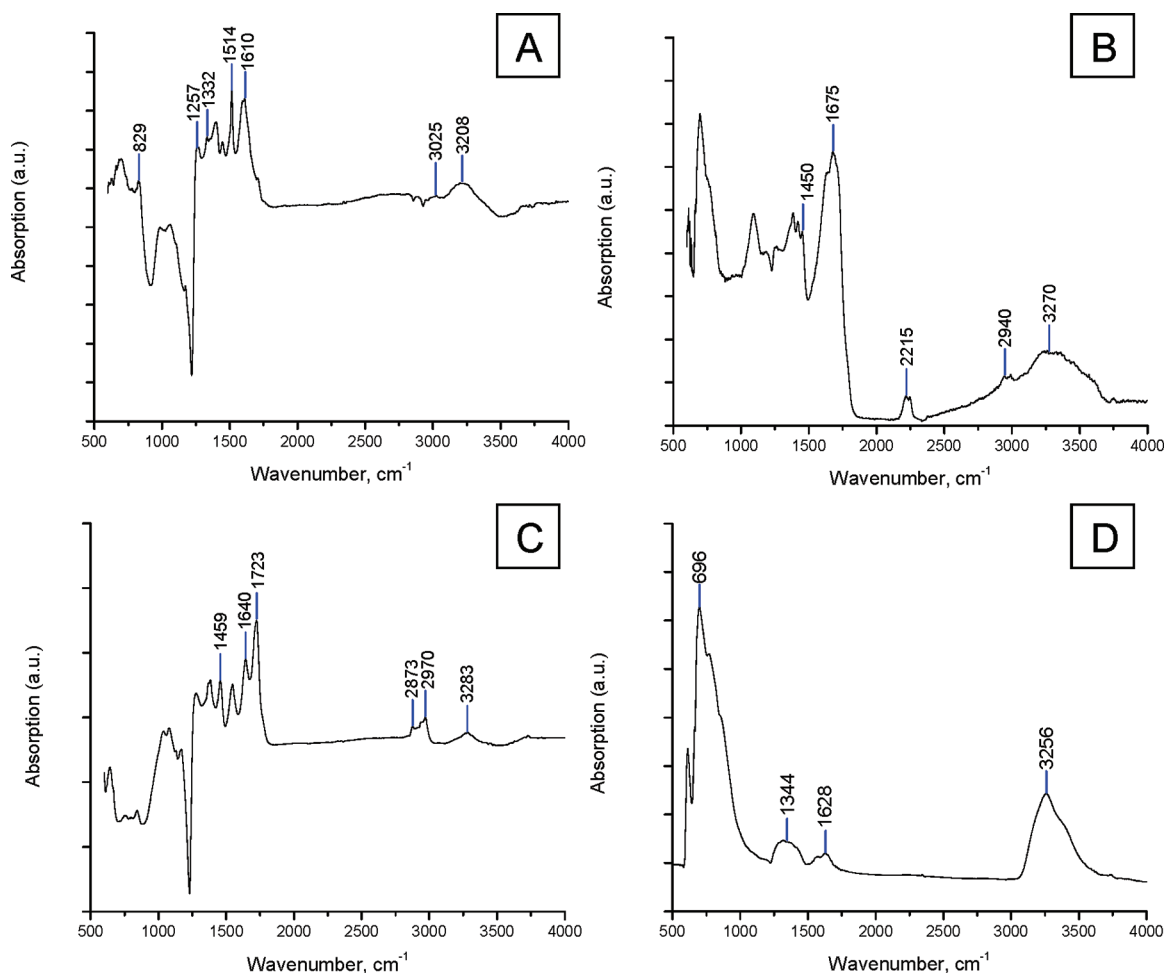 A
829
1257
1332
1514
1610
3025
3208
Absorption (a.u.)
500 1000 1500 2000 2500 3000 3500 4000
Wavenumber, cm-1
B
1450
1675
2215
2940
3270
Absorption (a.u.)
500 1000 1500 2000 2500 3000 3500 4000
Wavenumber, cm-1
C
1459
1640
1723
2873
2970
3283
Absorption (a.u.)
500 1000 1500 2000 2500 3000 3500 4000
Wavenumber, cm-1
D
696
1344
1628
3256
Absorption (a.u.)
500 1000 1500 2000 2500 3000 3500 4000
Wavenumber, cm-1